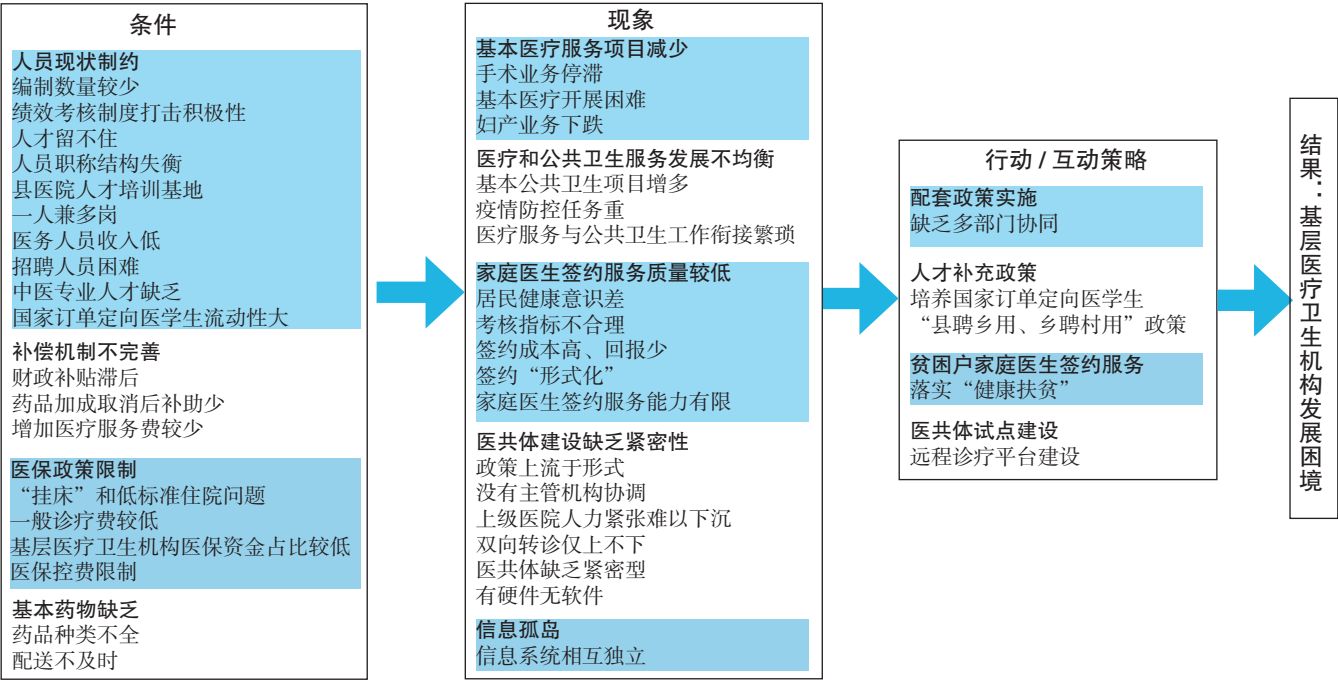 条件
人员现状制约
编制数量较少
绩效考核制度打击积极性
人才留不住
人员职称结构失衡
县医院人才培训基地
一人兼多岗
医务人员收入低
招聘人员困难
中医专业人才缺乏
国家订单定向医学生流动性大
补偿机制不完善
财政补贴滞后
药品加成取消后补助少
增加医疗服务费较少
医保政策限制
“挂床”和低标准住院问题
一般诊疗费较低
基层医疗卫生机构医保资金占比较低
医保控费限制
基本药物缺乏
药品种类不全
配送不及时
现象
基本医疗服务项目减少
手术业务停滞
基本医疗开展困难
妇产业务下跌
医疗和公共卫生服务发展不均衡
基本公共卫生项目增多
疫情防控任务重
医疗服务与公共卫生工作衔接繁琐
家庭医生签约服务质量较低
居民健康意识差
考核指标不合理
签约成本高、回报少
签约“形式化”
家庭医生签约服务能力有限
医共体建设缺乏紧密性
政策上流于形式
没有主管机构协调
上级医院人力紧张难以下沉
双向转诊仅上不下
医共体缺乏紧密型
有硬件无软件
信息孤岛
信息系统相互独立
行动 / 互动策略
配套政策实施
缺乏多部门协同
人才补充政策
培养国家订单定向医学生
“县聘乡用、乡聘村用”政策
贫困户家庭医生签约服务
落实“健康扶贫”
医共体试点建设
远程诊疗平台建设
结果：基层医疗卫生机构发展困境